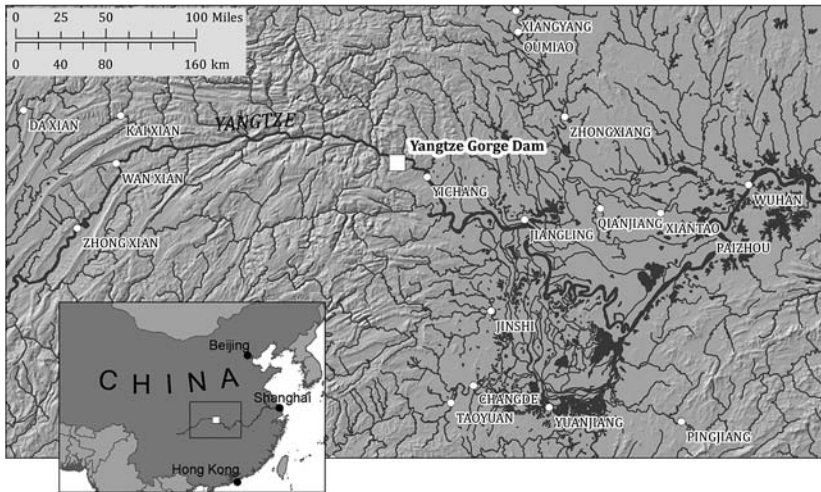 0 50 100 Miles
0 40 80 160 km
XIANGYANG
OUMIAO
DA XIAN
KAI XIAN
YANGTZE
ZHONGXIANG
Yangtze Gorge Dam
WAN XIAN
YICHANG
WUHAN
QIANJIANG
XIANTAO
JIANGLING
ZHONG XIAN
PAIZHOU
JINSHI
CHANGDE
TAOYUAN
YUANJIANG
PINGJIANG
Beijing
CHINA
Shanghai
Hong Kong